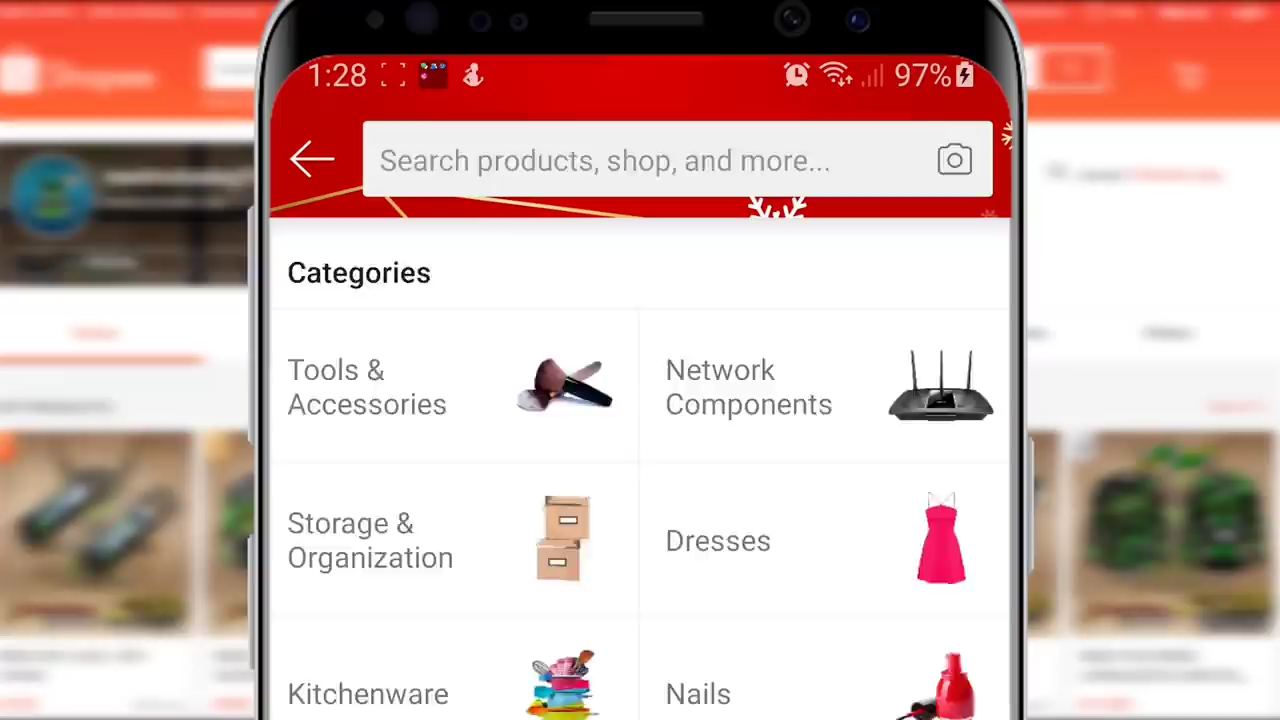 1:28 97%
Search products, shop, and more...
Categories
Tools &
Accessories
Network
Components
Storage &
Organization
Dresses
Kitchenware
Nails